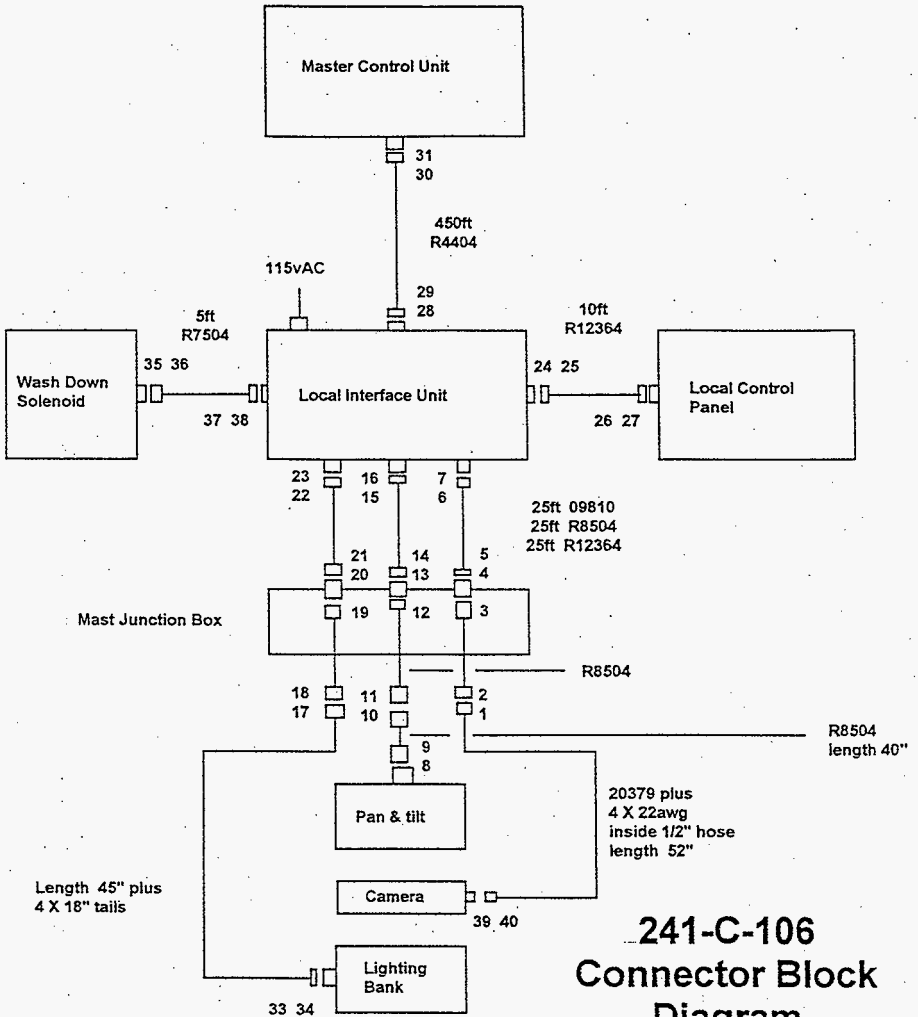 Master Control Unit
31
30
450ft
R4404
115vAC
29
28
5ft
R7504
10ft
R12364
35 36
24 25
Wash Down
Solenoid
Local Interface Unit
Local Control
Panel
37 38
26 27
23
22
16
15
7
6
25ft 09810
25ft R8504
25ft R12364
21
20
14
13
5
4
19
12
3
Mast Junction Box
R8504
18
17
11
10
2
1
R8504
length 40"
9
8
Pan & tilt
20379 plus
4 X 22awg
inside 1/2" hose
length 52"
Length 45" plus
4 X 18" tails
Camera
39 40
Lighting
Bank
33 34
241-C-106
Connector Block
Diagram